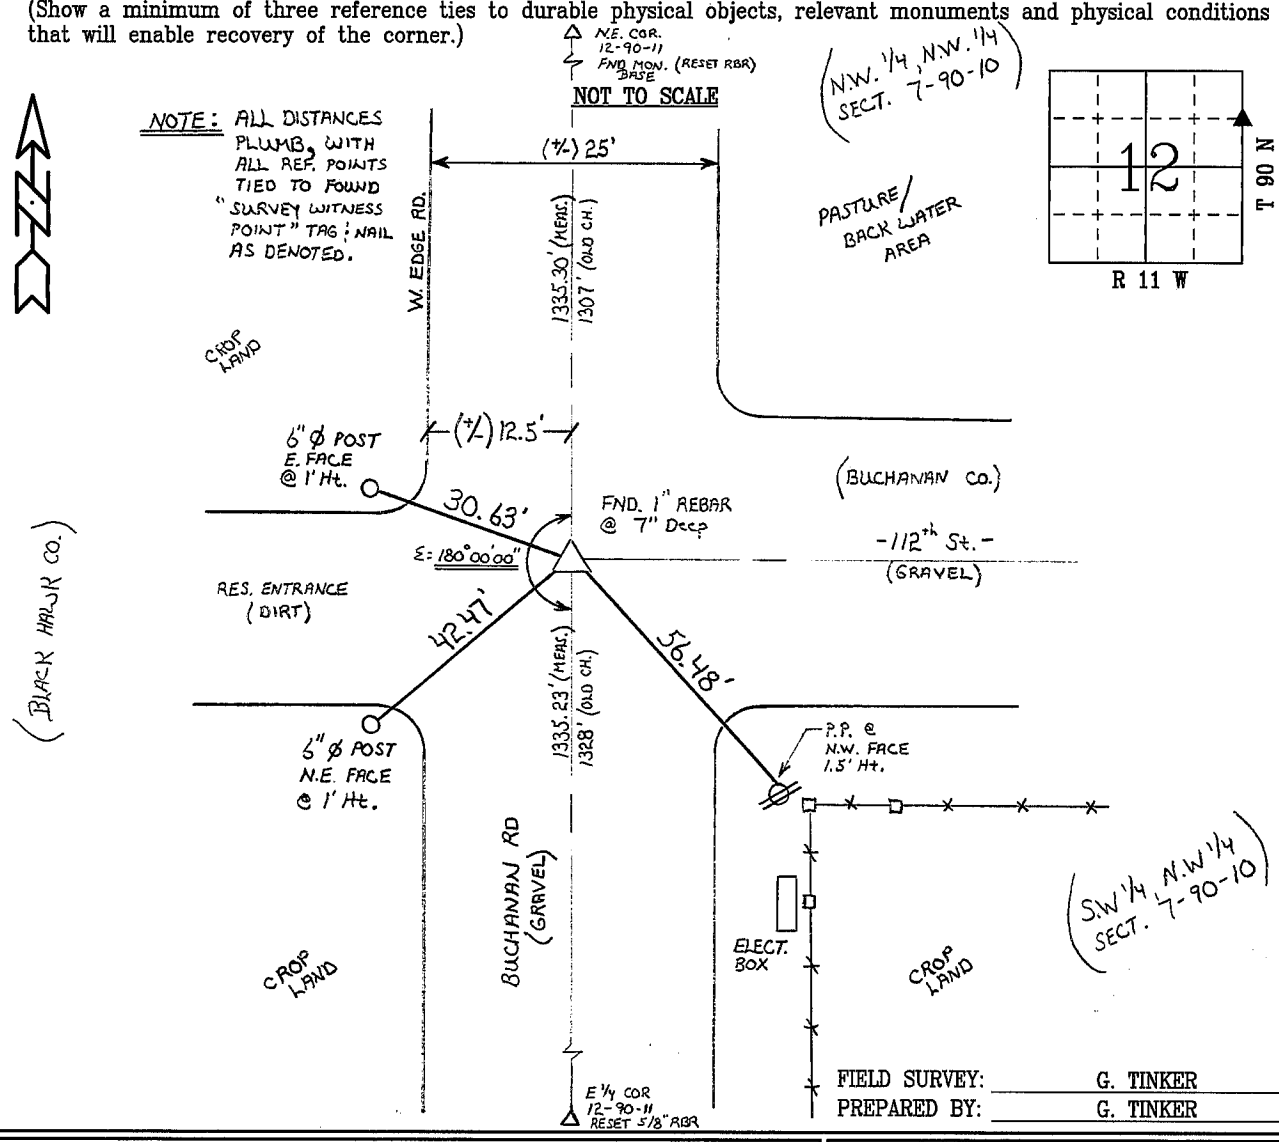 (Show a minimum of three reference ties to durable physical objects, relevant monuments and physical conditions
that will enable recovery of the corner.)
N.E. COR.
12-90-11
FND MON. (RESET RBR)
BASE
NOT TO SCALE
(N.W. 1/4, N.W. 1/4
SECT. 7-90-10)
NOTE: ALL DISTANCES
PLUMB, WITH
ALL REF. POINTS
TIED TO FOUND
"SURVEY WITNESS
POINT" TAG & NAIL
AS DENOTED.
(+/-) 25'
12
T 90 N
R 11 W
W. EDGE RD.
1335.30' (MEAS.)
1307' (OLD CH.)
PASTURE/
BACK WATER
AREA
CROP
LAND
(+/-) 12.5'
6" Ø POST
E. FACE
@ 1' Ht.
30.63'
FND. 1" REBAR
@ 7" Deep
(BUCHANAN CO.)
-112th St.-
(GRAVEL)
Σ= 180°00'00"
RES. ENTRANCE
(DIRT)
(BLACK HAWK CO.)
42.47'
56.48'
1335.23' (MEAS.)
1328' (OLD CH.)
6" Ø POST
N.E. FACE
@ 1' Ht.
P.P. @
N.W. FACE
1.5' Ht.
BUCHANAN RD
(GRAVEL)
ELECT.
BOX
(S.W 1/4, N.W 1/4
SECT. 7-90-10)
CROP
LAND
CROP
LAND
E 1/4 COR
12-90-11
RESET 5/8" RBR
FIELD SURVEY: G. TINKER
PREPARED BY: G. TINKER